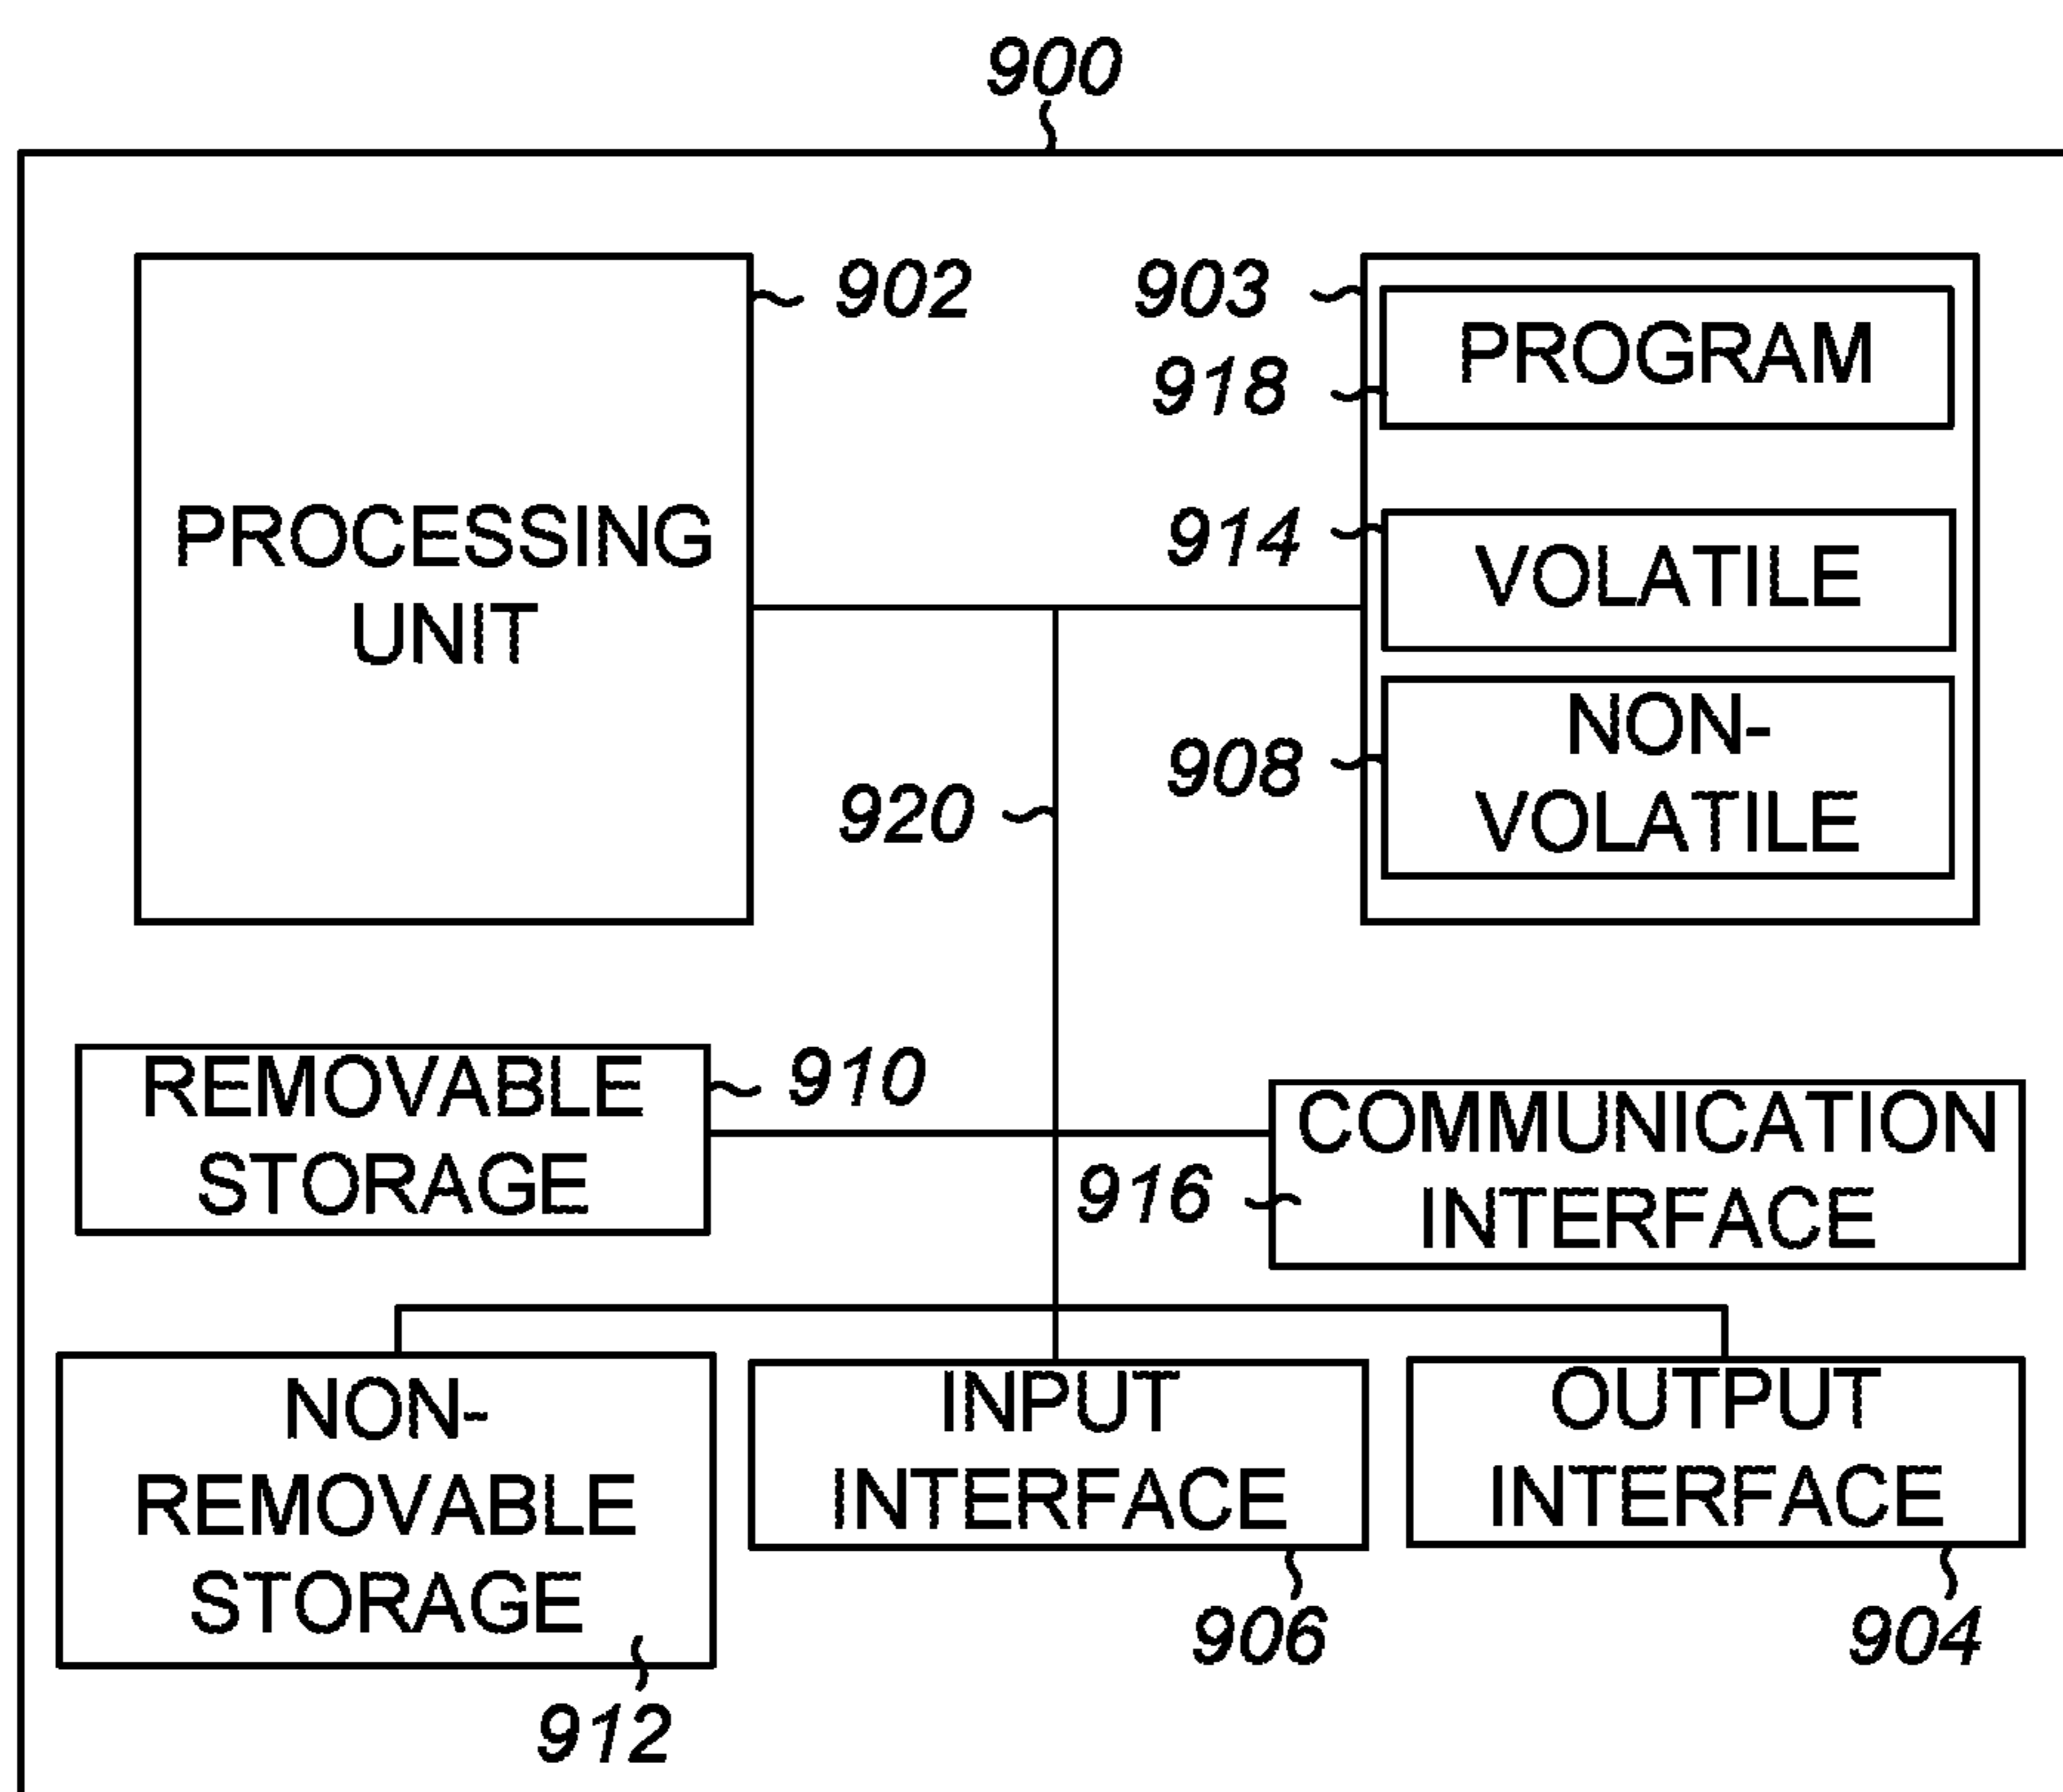 900
902
903
PROGRAM
918
PROCESSING
UNIT
914
VOLATILE
NON-
VOLATILE
908
920
REMOVABLE
STORAGE
910
COMMUNICATION
INTERFACE
916
NON-
REMOVABLE
STORAGE
912
INPUT
INTERFACE
906
OUTPUT
INTERFACE
904